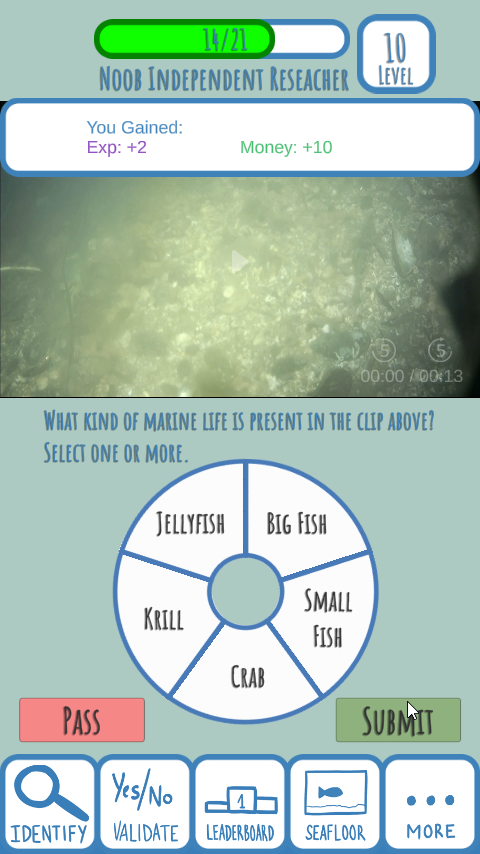 14/21
10
Level
Noob Independent Reseacher
You Gained:
Exp: +2 Money: +10
5 5
00:00 / 00:13
What kind of marine life is present in the clip above?
Select one or more.
Jellyfish Big Fish
Krill Small
Fish
Crab
Pass Submit
Yes/No 1
Identify Validate Leaderboard Seafloor More